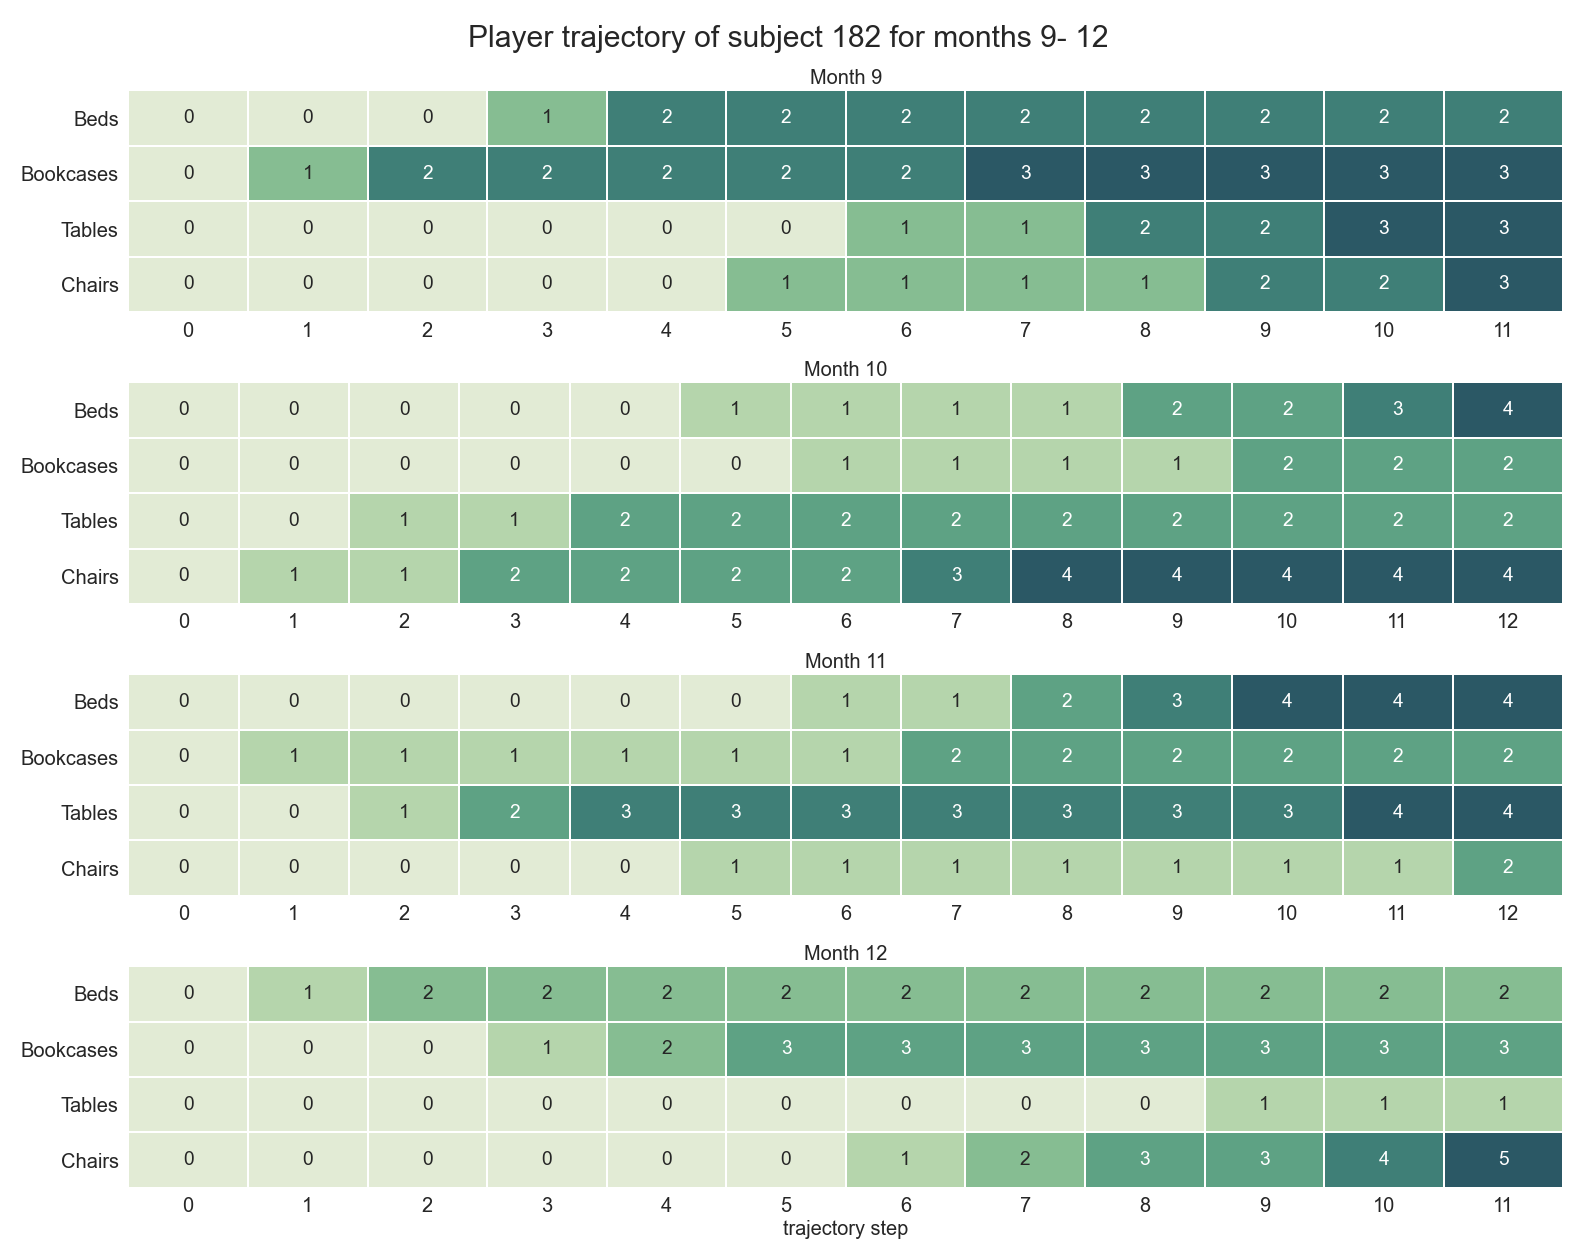 Player trajectory of subject 182 for months 9- 12
Month 9
Beds 0 0 0 1 2 2 2 2 2 2 2 2
Bookcases 0 1 2 2 2 2 2 3 3 3 3 3
Tables 0 0 0 0 0 0 1 1 2 2 3 3
Chairs 0 0 0 0 0 1 1 1 1 2 2 3
0 1 2 3 4 5 6 7 8 9 10 11
Month 10
Beds 0 0 0 0 0 1 1 1 1 2 2 3 4
Bookcases 0 0 0 0 0 0 1 1 1 1 2 2 2
Tables 0 0 1 1 2 2 2 2 2 2 2 2 2
Chairs 0 1 1 2 2 2 2 3 4 4 4 4 4
0 1 2 3 4 5 6 7 8 9 10 11 12
Month 11
Beds 0 0 0 0 0 0 1 1 2 3 4 4 4
Bookcases 0 1 1 1 1 1 1 2 2 2 2 2 2
Tables 0 0 1 2 3 3 3 3 3 3 3 4 4
Chairs 0 0 0 0 0 1 1 1 1 1 1 1 2
0 1 2 3 4 5 6 7 8 9 10 11 12
Month 12
Beds 0 1 2 2 2 2 2 2 2 2 2 2
Bookcases 0 0 0 1 2 3 3 3 3 3 3 3
Tables 0 0 0 0 0 0 0 0 0 1 1 1
Chairs 0 0 0 0 0 0 1 2 3 3 4 5
0 1 2 3 4 5 6 7 8 9 10 11
trajectory step